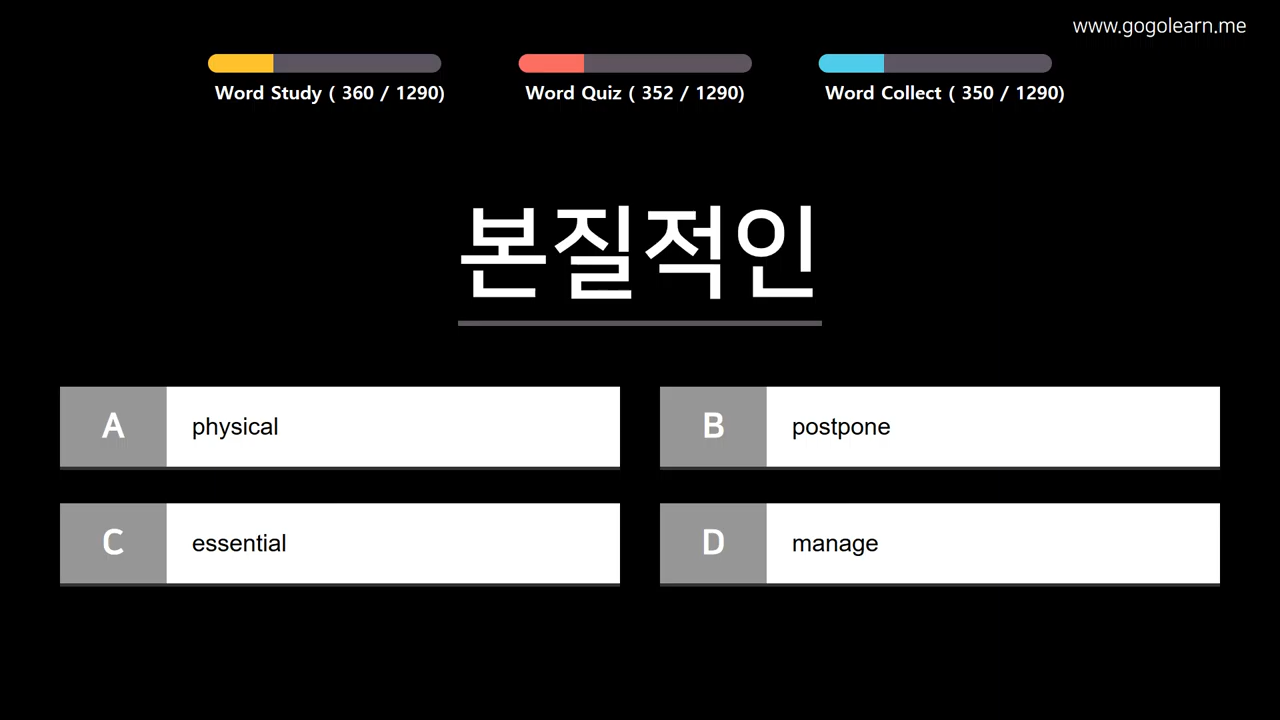 www.gogolearn.me
Word Study ( 360 / 1290)
Word Quiz ( 352 / 1290)
Word Collect ( 350 / 1290)
본질적인
A physical
B postpone
C essential
D manage